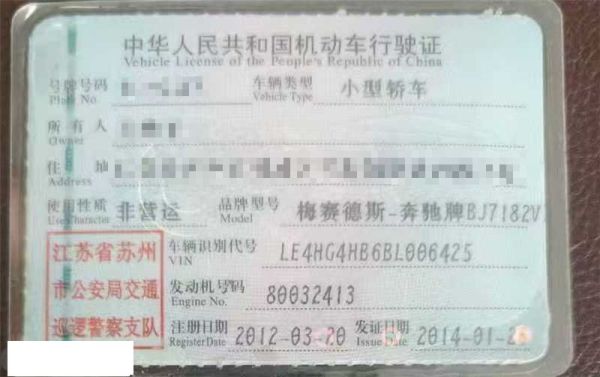 中华人民共和国机动车行驶证
Vehicle License of the People's Republic of China
号牌号码 车辆类型 小型轿车
Plate No. Vehicle Type
所有人
Owner
住址
Address
使用性质 非营运 品牌型号 梅赛德斯-奔驰牌BJ7182V
Use Character Model
江苏省苏州 车辆识别代号 LE4HG4HB6BL006425
VIN
市公安局交通 发动机号码 80032413
Engine No.
巡逻警察支队 注册日期 2012-03-20 发证日期 2014-01-2
Register Date Issue Date